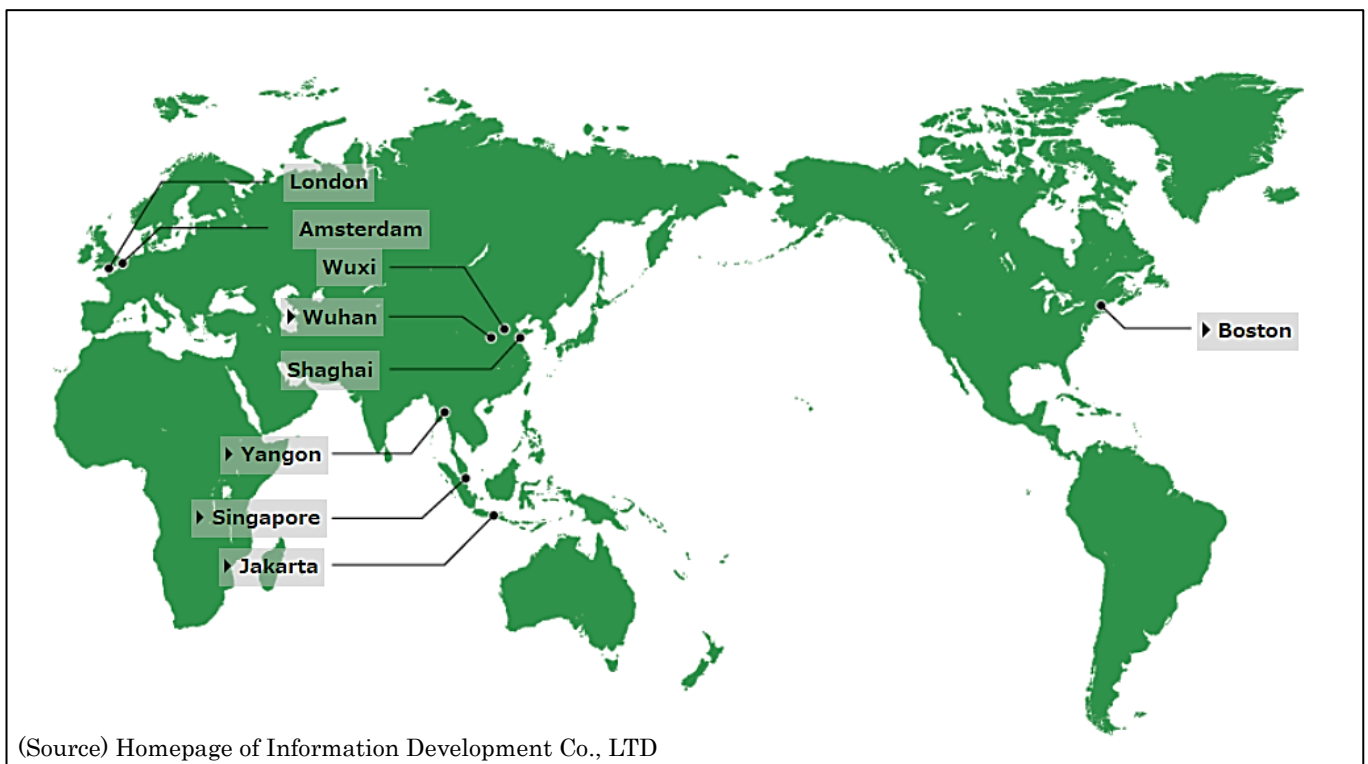 London
Amsterdam
Wuxi
Wuhan
Shaghai
Boston
Yangon
Singapore
Jakarta
(Source) Homepage of Information Development Co., LTD